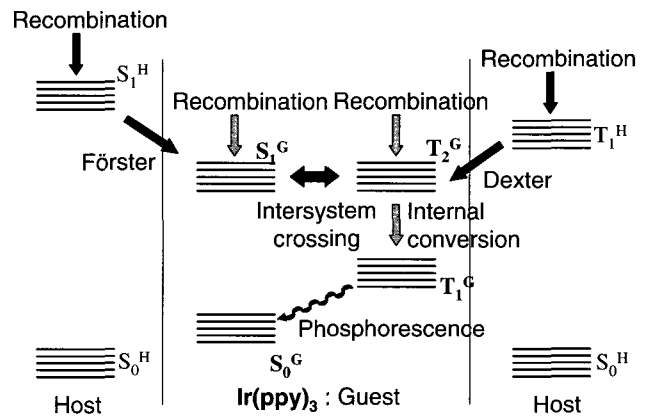 Recombination
S₁ᴴ
Recombination
Recombination Recombination
T₁ᴴ
Förster
S₁ᴳ
T₂ᴳ
Dexter
Intersystem
crossing
Internal
conversion
T₁ᴳ
Phosphorescence
S₀ᴳ
S₀ᴴ
S₀ᴴ
Host
Ir(ppy)₃ : Guest
Host